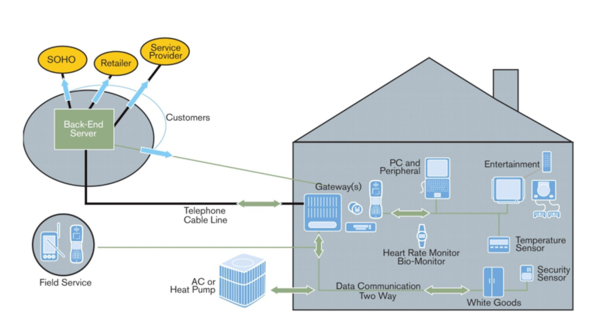 SOHO
Retailer
Service
Provider
Back-End
Server
Customers
Telephone
Cable Line
Field Service
AC or
Heat Pump
Gateway(s)
PC and
Peripheral
Entertainment
Heart Rate Monitor
Bio-Monitor
Temperature
Sensor
Data Communication
Two Way
White Goods
Security
Sensor